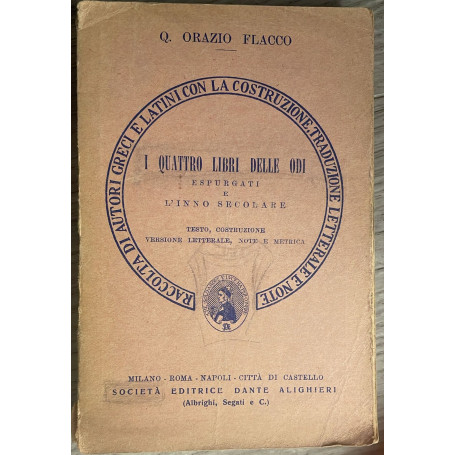 Q. ORAZIO FLACCO
RACCOLTA DI AUTORI GRECI E LATINI CON LA COSTRUZIONE, TRADUZIONE LETTERALE E NOTE
I QUATTRO LIBRI DELLE ODI
ESPURGATI
E
L'INNO SECOLARE
TESTO, COSTRUZIONE
VERSIONE LETTERALE, NOTE E METRICA
MILANO - ROMA - NAPOLI - CITTÀ DI CASTELLO
SOCIETÀ EDITRICE DANTE ALIGHIERI
(Albrighi, Segati e C.)